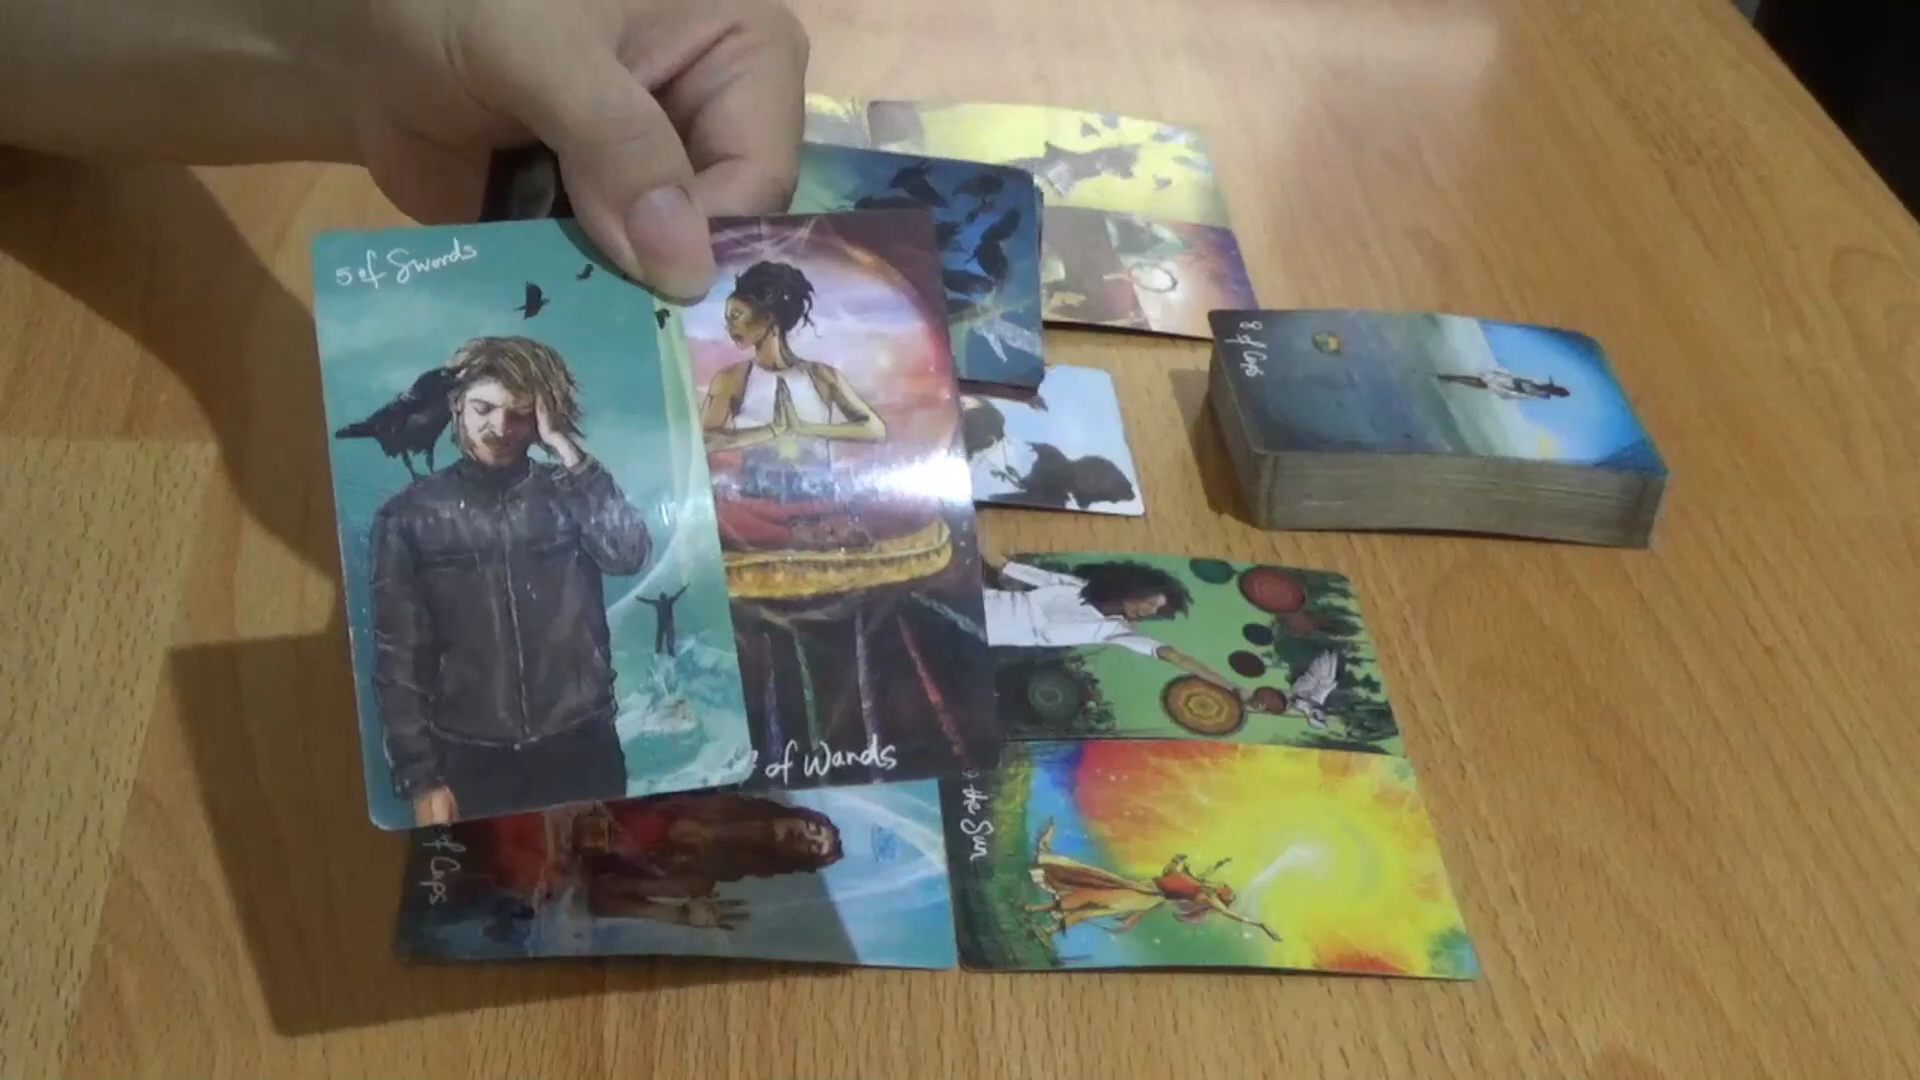 5 of Swords
of Wands
8 of Cups
of Cups
the Sun